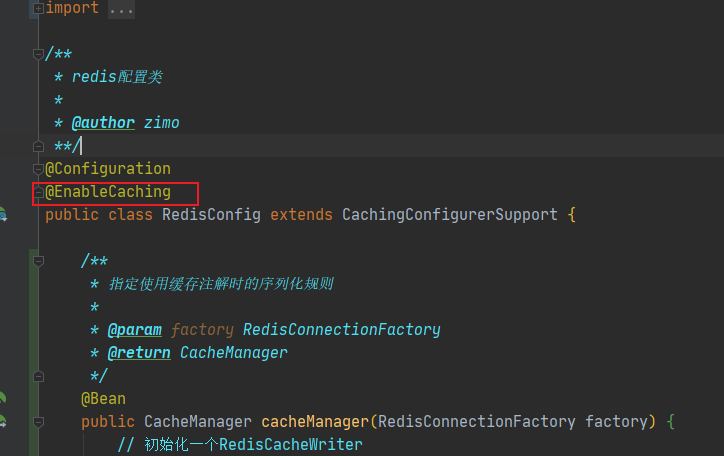 import ...
/**
* redis配置类
*
* @author zimo
**/
@Configuration
@EnableCaching
public class RedisConfig extends CachingConfigurerSupport {
/**
* 指定使用缓存注解时的序列化规则
*
* @param factory RedisConnectionFactory
* @return CacheManager
*/
@Bean
public CacheManager cacheManager(RedisConnectionFactory factory) {
// 初始化一个RedisCacheWriter